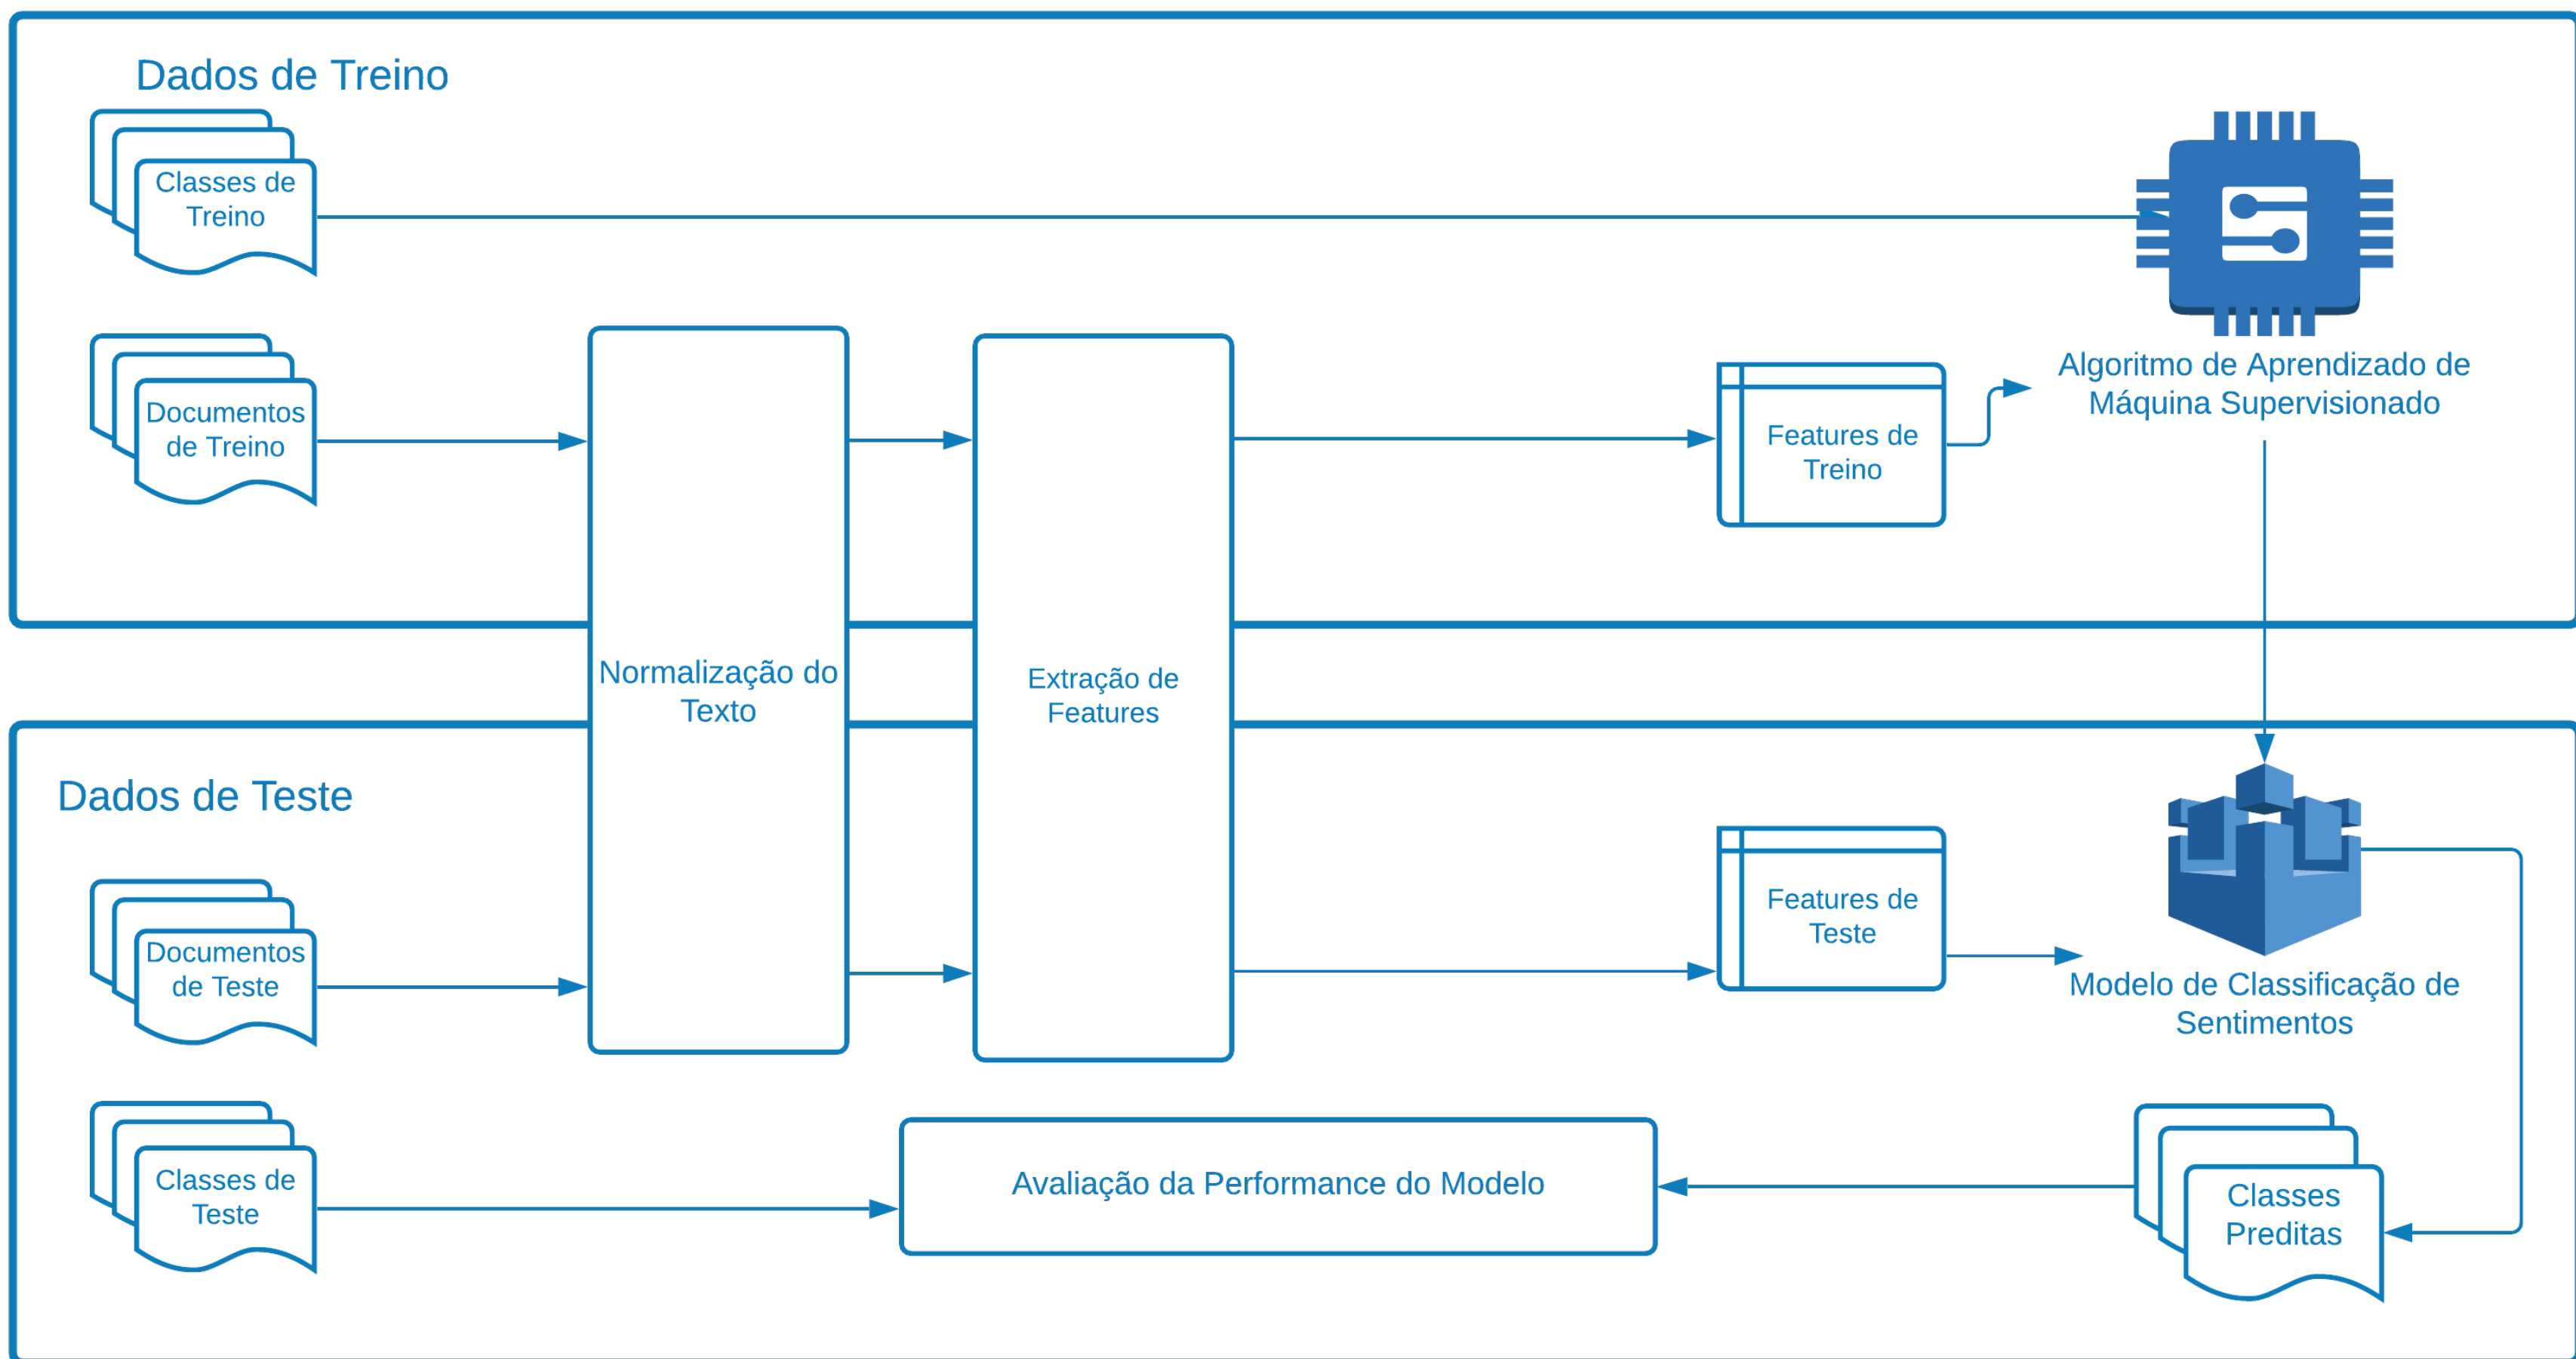 Dados de Treino
Classes de
Treino
Documentos
de Treino
Features de
Treino
Algoritmo de Aprendizado de
Máquina Supervisionado
Normalização do
Texto
Extração de
Features
Dados de Teste
Documentos
de Teste
Features de
Teste
Modelo de Classificação de
Sentimentos
Classes de
Teste
Avaliação da Performance do Modelo
Classes
Preditas